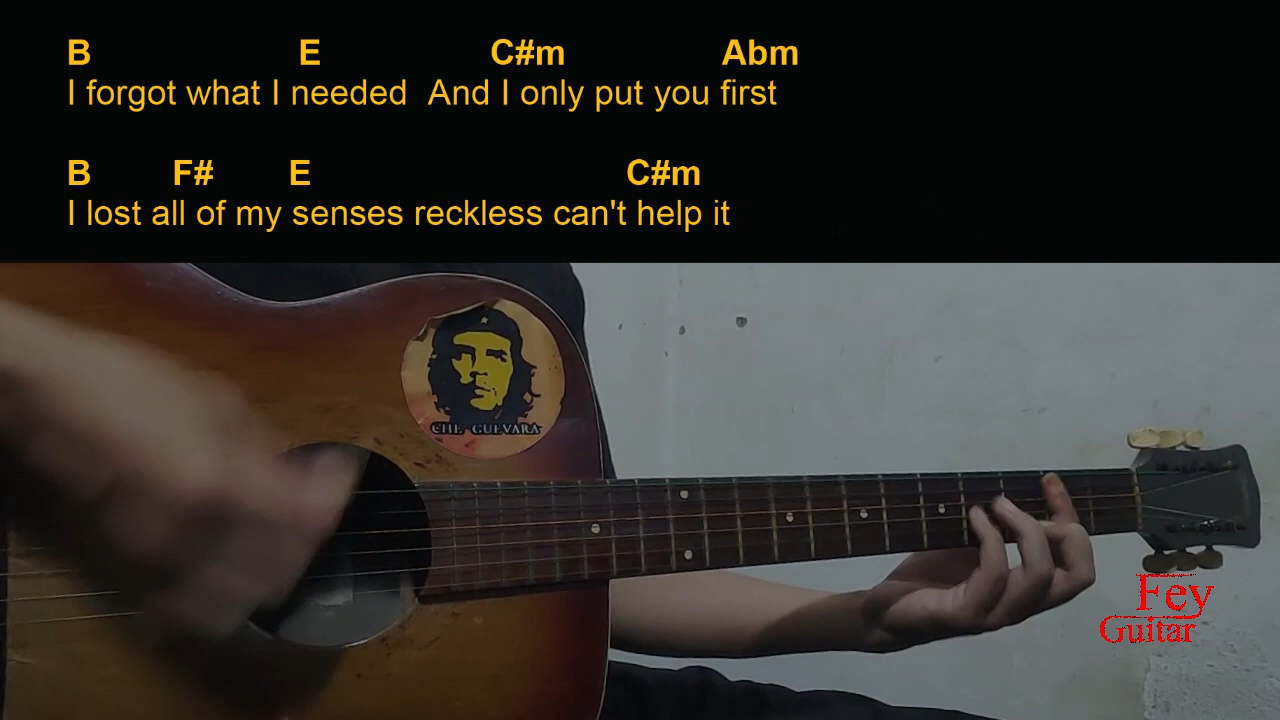 B E C#m Abm
I forgot what I needed And I only put you first
B F# E C#m
I lost all of my senses reckless can't help it
CHE GUEVARA
Fey
Guitar